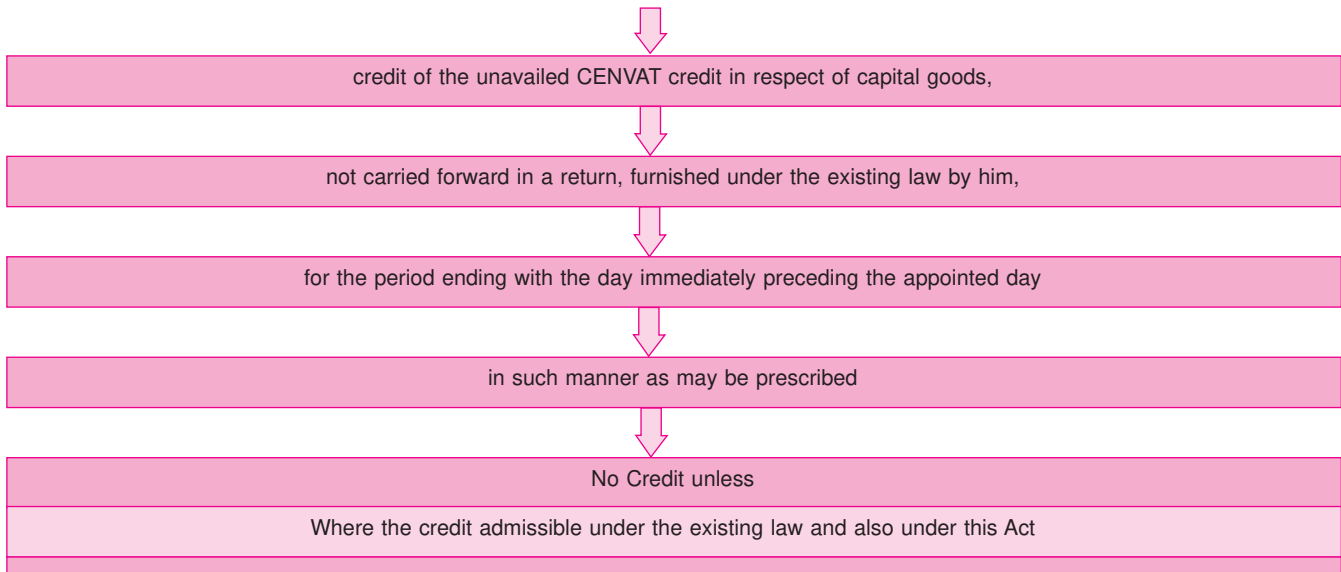 credit of the unavailed CENVAT credit in respect of capital goods,
not carried forward in a return, furnished under the existing law by him,
for the period ending with the day immediately preceding the appointed day
in such manner as may be prescribed
No Credit unless
Where the credit admissible under the existing law and also under this Act